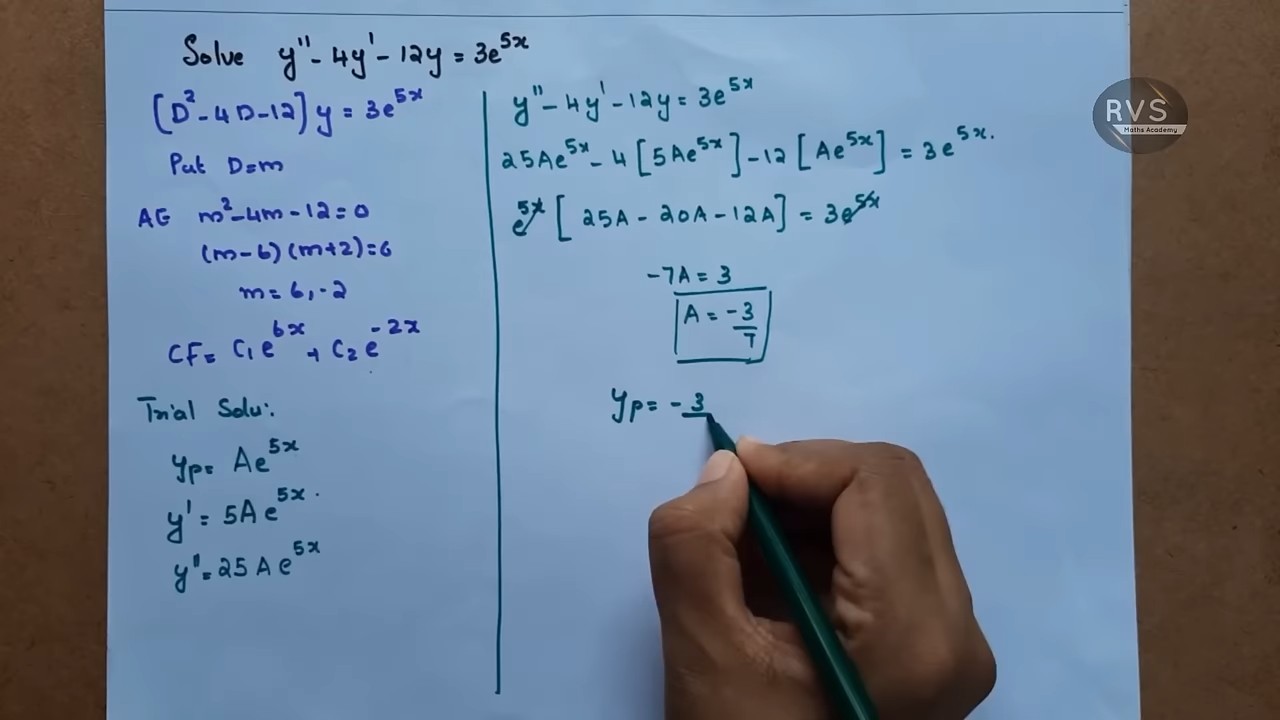 Solve y'' - 4y' - 12y = 3e^5x
[D² - 4D - 12] y = 3e^5x
Put D=m
AE m² - 4m - 12 = 0
(m-6)(m+2)=0
m = 6, -2
CF = C₁e^6x + C₂e^-2x
Trial Solu:
yp = Ae^5x
y' = 5Ae^5x.
y'' = 25Ae^5x
y'' - 4y' - 12y = 3e^5x
25Ae^5x - 4[5Ae^5x] - 12[Ae^5x] = 3e^5x.
e^5x [25A - 20A - 12A] = 3e^5x
-7A = 3
A = -3/7
yp = -3
RVS
Maths Academy